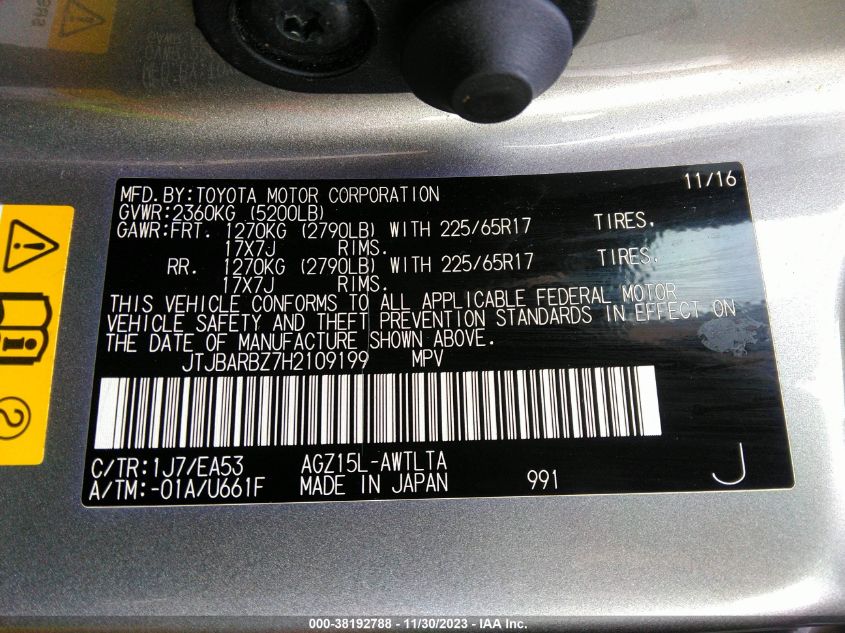 MFD. BY:TOYOTA MOTOR CORPORATION 11/16
GVWR:2360KG (5200LB)
GAWR:FRT. 1270KG (2790LB) WITH 225/65R17 TIRES,
17X7J RIMS.
RR. 1270KG (2790LB) WITH 225/65R17 TIRES,
17X7J RIMS.
THIS VEHICLE CONFORMS TO ALL APPLICABLE FEDERAL MOTOR
VEHICLE SAFETY AND THEFT PREVENTION STANDARDS IN EFFECT ON
THE DATE OF MANUFACTURE SHOWN ABOVE.
JTJBARBZ7H2109199 MPV
C/TR:1J7/EA53 AGZ15L-AWTLTA
A/TM:-01A/U661F MADE IN JAPAN 991 J
2
000-38192788 - 11/30/2023 - IAA Inc.